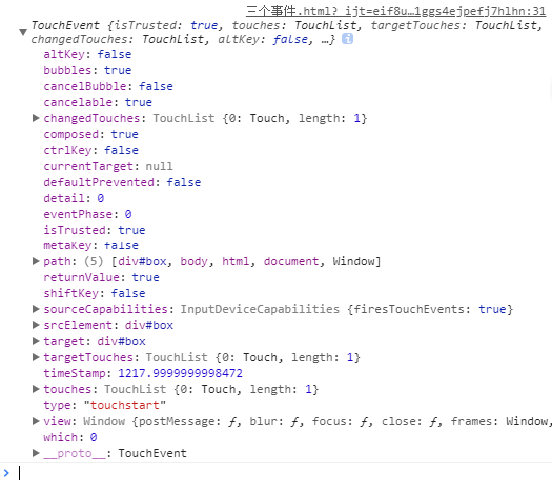 三个事件.html?_ijt=eif8u…1ggs4ejpefj7hlhn:31
TouchEvent {isTrusted: true, touches: TouchList, targetTouches: TouchList,
changedTouches: TouchList, altKey: false, …}
altKey: false
bubbles: true
cancelBubble: false
cancelable: true
changedTouches: TouchList {0: Touch, length: 1}
composed: true
ctrlKey: false
currentTarget: null
defaultPrevented: false
detail: 0
eventPhase: 0
isTrusted: true
metaKey: false
path: (5) [div#box, body, html, document, Window]
returnValue: true
shiftKey: false
sourceCapabilities: InputDeviceCapabilities {firesTouchEvents: true}
srcElement: div#box
target: div#box
targetTouches: TouchList {0: Touch, length: 1}
timeStamp: 1217.9999999998472
touches: TouchList {0: Touch, length: 1}
type: "touchstart"
view: Window {postMessage: ƒ, blur: ƒ, focus: ƒ, close: ƒ, frames: Window,
which: 0
__proto__: TouchEvent